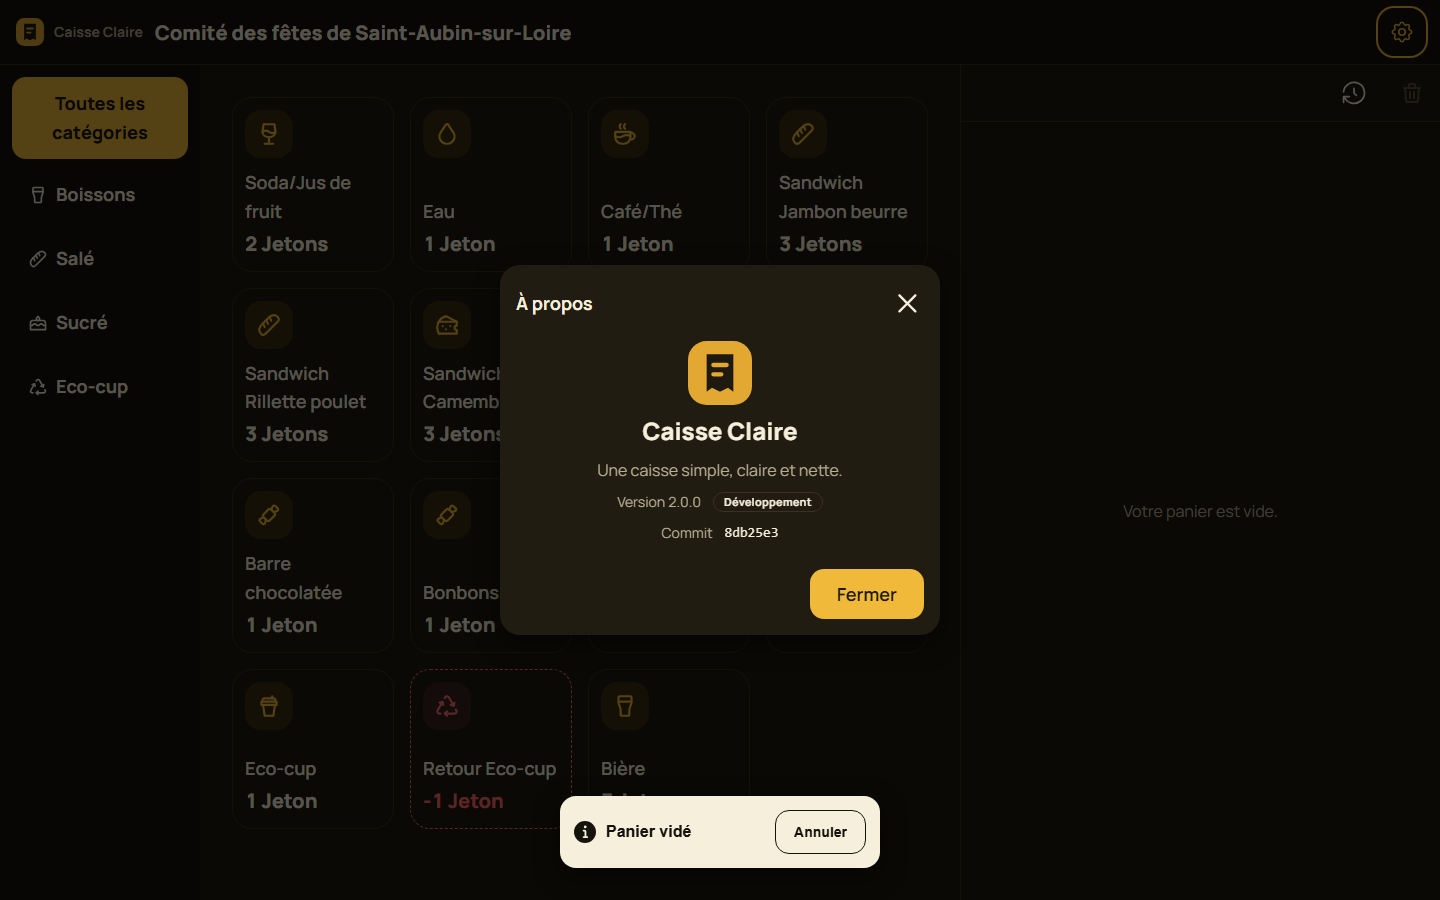 Caisse Claire Comité des fêtes de Saint-Aubin-sur-Loire
Toutes les
catégories
Boissons
Salé
Sucré
Eco-cup
Soda/Jus de
fruit
2 Jetons
Eau
1 Jeton
Café/Thé
1 Jeton
Sandwich
Jambon beurre
3 Jetons
Sandwich
Rillette poulet
3 Jetons
Sandwich
3 Jetons
Barre
chocolatée
1 Jeton
Bonbons
1 Jeton
Eco-cup
1 Jeton
Retour Eco-cup
-1 Jeton
Bière
À propos
Caisse Claire
Une caisse simple, claire et nette.
Version 2.0.0 Développement
Commit 8db25e3
Fermer
Votre panier est vide.
Panier vidé
Annuler